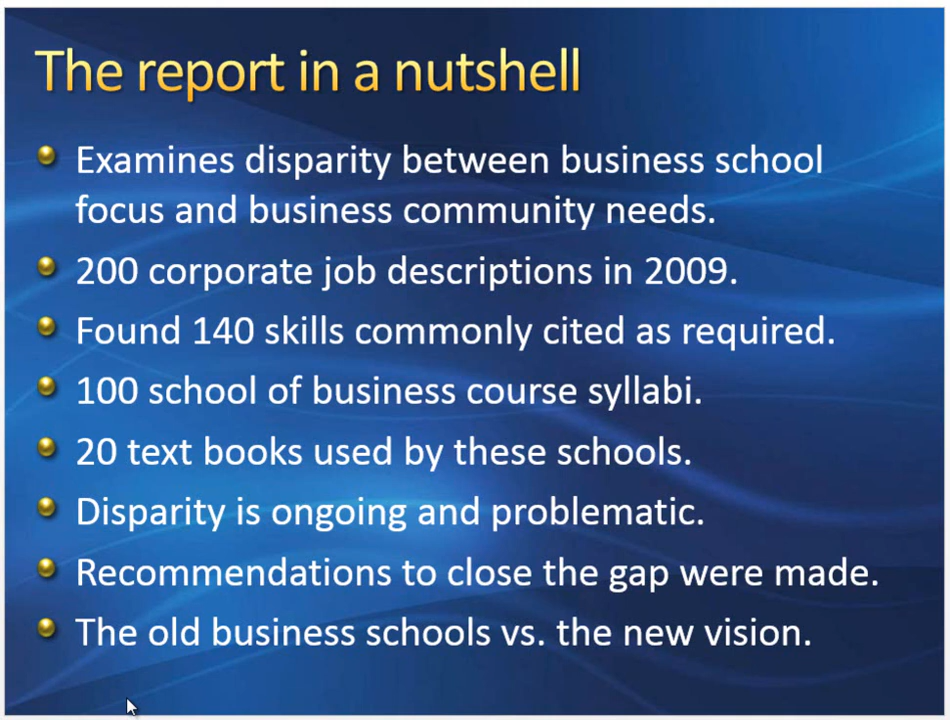 The report in a nutshell
Examines disparity between business school
focus and business community needs.
200 corporate job descriptions in 2009.
Found 140 skills commonly cited as required.
100 school of business course syllabi.
20 text books used by these schools.
Disparity is ongoing and problematic.
Recommendations to close the gap were made.
The old business schools vs. the new vision.